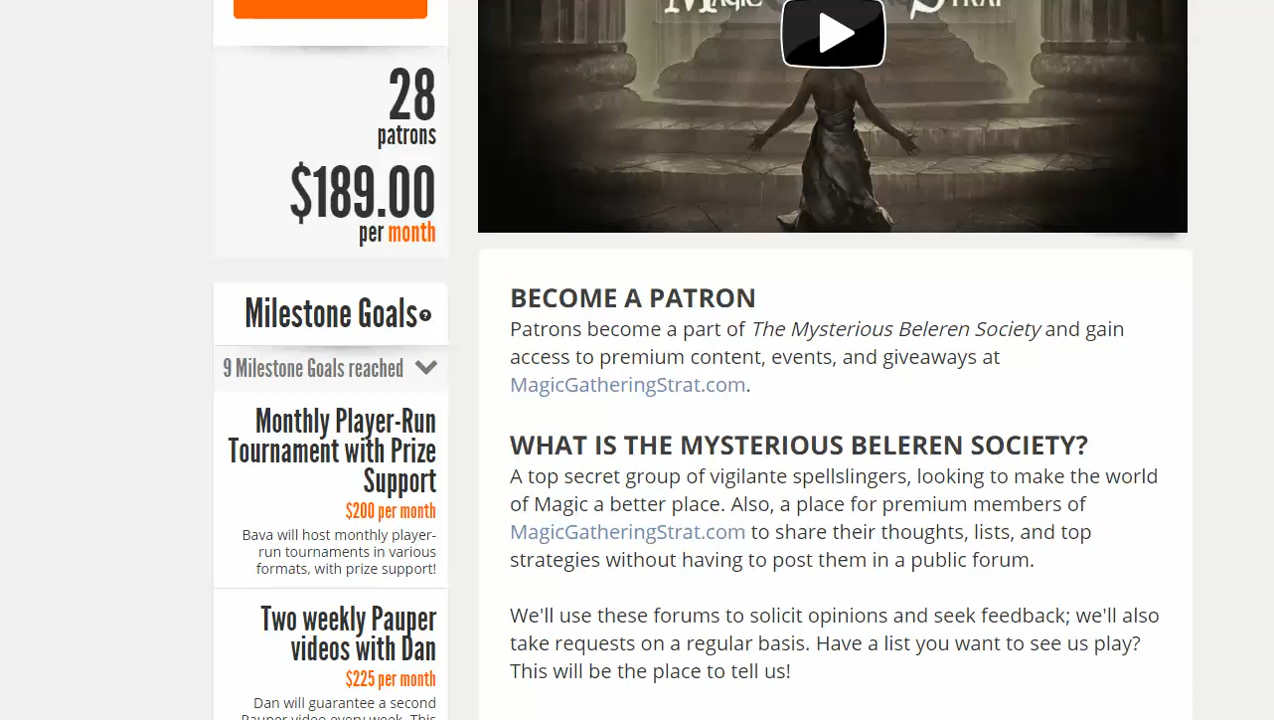 28
patrons
$189.00
per month
Milestone Goals
9 Milestone Goals reached
Monthly Player-Run
Tournament with Prize
Support
$200 per month
Bava will host monthly player-
run tournaments in various
formats, with prize support!
Two weekly Pauper
videos with Dan
$225 per month
Dan will guarantee a second
Pauper video every week. This
BECOME A PATRON
Patrons become a part of The Mysterious Beleren Society and gain
access to premium content, events, and giveaways at
MagicGatheringStrat.com.
WHAT IS THE MYSTERIOUS BELEREN SOCIETY?
A top secret group of vigilante spellslingers, looking to make the world
of Magic a better place. Also, a place for premium members of
MagicGatheringStrat.com to share their thoughts, lists, and top
strategies without having to post them in a public forum.
We'll use these forums to solicit opinions and seek feedback; we'll also
take requests on a regular basis. Have a list you want to see us play?
This will be the place to tell us!